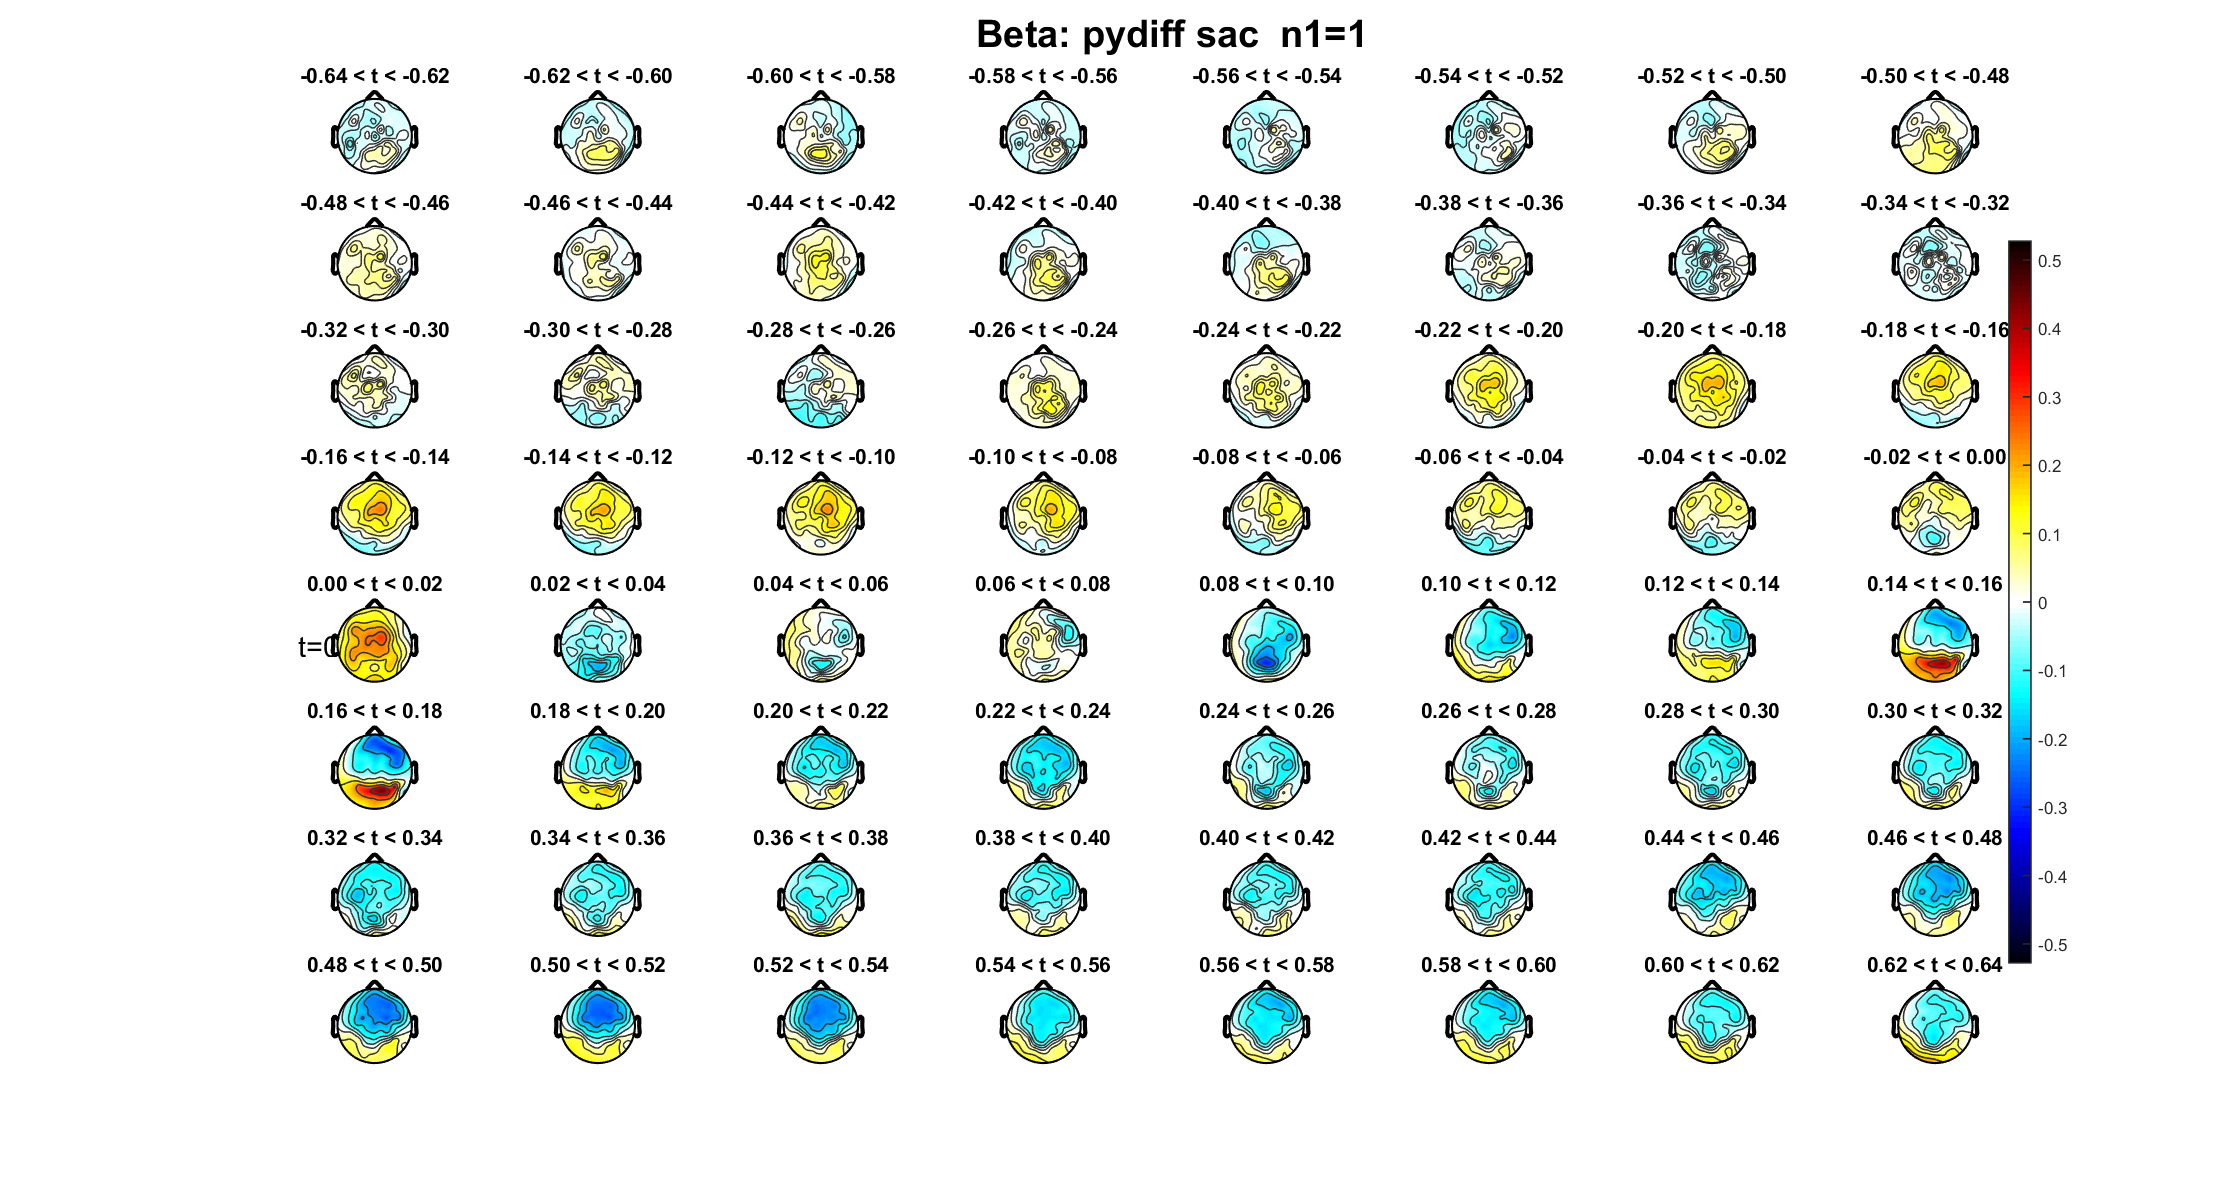 Beta: pydiff sac  n1=1
-0.64 < t < -0.62
-0.62 < t < -0.60
-0.60 < t < -0.58
-0.58 < t < -0.56
-0.56 < t < -0.54
-0.54 < t < -0.52
-0.52 < t < -0.50
-0.50 < t < -0.48
-0.48 < t < -0.46
-0.46 < t < -0.44
-0.44 < t < -0.42
-0.42 < t < -0.40
-0.40 < t < -0.38
-0.38 < t < -0.36
-0.36 < t < -0.34
-0.34 < t < -0.32
-0.32 < t < -0.30
-0.30 < t < -0.28
-0.28 < t < -0.26
-0.26 < t < -0.24
-0.24 < t < -0.22
-0.22 < t < -0.20
-0.20 < t < -0.18
-0.18 < t < -0.16
-0.16 < t < -0.14
-0.14 < t < -0.12
-0.12 < t < -0.10
-0.10 < t < -0.08
-0.08 < t < -0.06
-0.06 < t < -0.04
-0.04 < t < -0.02
-0.02 < t < 0.00
0.00 < t < 0.02
0.02 < t < 0.04
0.04 < t < 0.06
0.06 < t < 0.08
0.08 < t < 0.10
0.10 < t < 0.12
0.12 < t < 0.14
0.14 < t < 0.16
t=0
0.16 < t < 0.18
0.18 < t < 0.20
0.20 < t < 0.22
0.22 < t < 0.24
0.24 < t < 0.26
0.26 < t < 0.28
0.28 < t < 0.30
0.30 < t < 0.32
0.32 < t < 0.34
0.34 < t < 0.36
0.36 < t < 0.38
0.38 < t < 0.40
0.40 < t < 0.42
0.42 < t < 0.44
0.44 < t < 0.46
0.46 < t < 0.48
0.48 < t < 0.50
0.50 < t < 0.52
0.52 < t < 0.54
0.54 < t < 0.56
0.56 < t < 0.58
0.58 < t < 0.60
0.60 < t < 0.62
0.62 < t < 0.64
0.5
0.4
0.3
0.2
0.1
0
-0.1
-0.2
-0.3
-0.4
-0.5